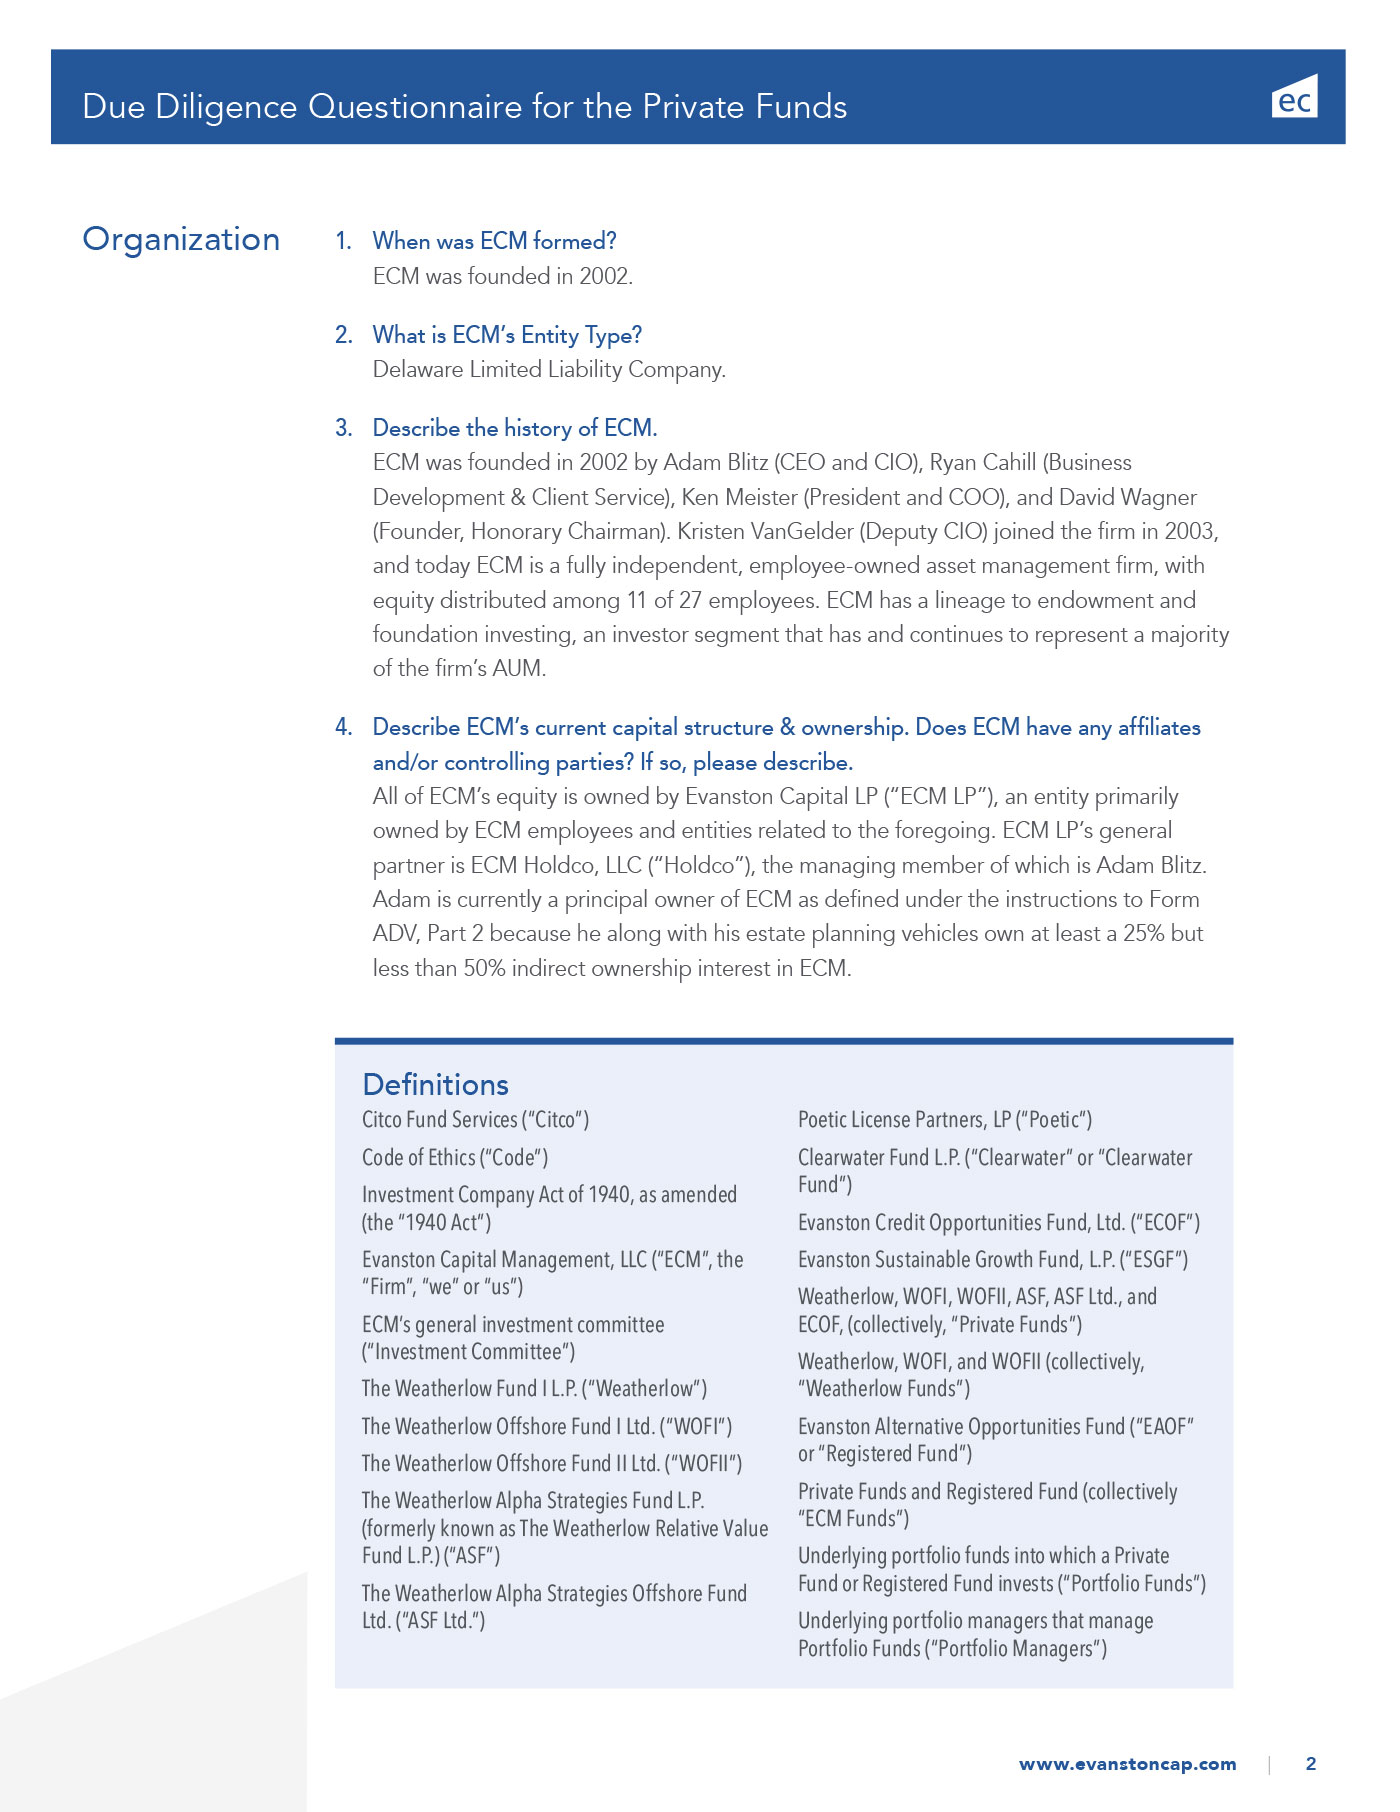 Due Diligence Questionnaire for the Private Funds
ec
Organization
1. When was ECM formed?
ECM was founded in 2002.
2. What is ECM’s Entity Type?
Delaware Limited Liability Company.
3. Describe the history of ECM.
ECM was founded in 2002 by Adam Blitz (CEO and CIO), Ryan Cahill (Business
Development & Client Service), Ken Meister (President and COO), and David Wagner
(Founder, Honorary Chairman). Kristen VanGelder (Deputy CIO) joined the firm in 2003,
and today ECM is a fully independent, employee-owned asset management firm, with
equity distributed among 11 of 27 employees. ECM has a lineage to endowment and
foundation investing, an investor segment that has and continues to represent a majority
of the firm’s AUM.
4. Describe ECM’s current capital structure & ownership. Does ECM have any affiliates
and/or controlling parties? If so, please describe.
All of ECM’s equity is owned by Evanston Capital LP (“ECM LP”), an entity primarily
owned by ECM employees and entities related to the foregoing. ECM LP’s general
partner is ECM Holdco, LLC (“Holdco”), the managing member of which is Adam Blitz.
Adam is currently a principal owner of ECM as defined under the instructions to Form
ADV, Part 2 because he along with his estate planning vehicles own at least a 25% but
less than 50% indirect ownership interest in ECM.
Definitions
Citco Fund Services (“Citco”)
Code of Ethics (“Code”)
Investment Company Act of 1940, as amended
(the “1940 Act”)
Evanston Capital Management, LLC (“ECM”, the
“Firm”, “we” or “us”)
ECM’s general investment committee
(“Investment Committee”)
The Weatherlow Fund I L.P. (“Weatherlow”)
The Weatherlow Offshore Fund I Ltd. (“WOFI”)
The Weatherlow Offshore Fund II Ltd. (“WOFII”)
The Weatherlow Alpha Strategies Fund L.P.
(formerly known as The Weatherlow Relative Value
Fund L.P.) (“ASF”)
The Weatherlow Alpha Strategies Offshore Fund
Ltd. (“ASF Ltd.”)
Poetic License Partners, LP (“Poetic”)
Clearwater Fund L.P. (“Clearwater” or “Clearwater
Fund”)
Evanston Credit Opportunities Fund, Ltd. (“ECOF”)
Evanston Sustainable Growth Fund, L.P. (“ESGF”)
Weatherlow, WOFI, WOFII, ASF, ASF Ltd., and
ECOF, (collectively, “Private Funds”)
Weatherlow, WOFI, and WOFII (collectively,
“Weatherlow Funds”)
Evanston Alternative Opportunities Fund (“EAOF”
or “Registered Fund”)
Private Funds and Registered Fund (collectively
“ECM Funds”)
Underlying portfolio funds into which a Private
Fund or Registered Fund invests (“Portfolio Funds”)
Underlying portfolio managers that manage
Portfolio Funds (“Portfolio Managers”)
www.evanstoncap.com | 2